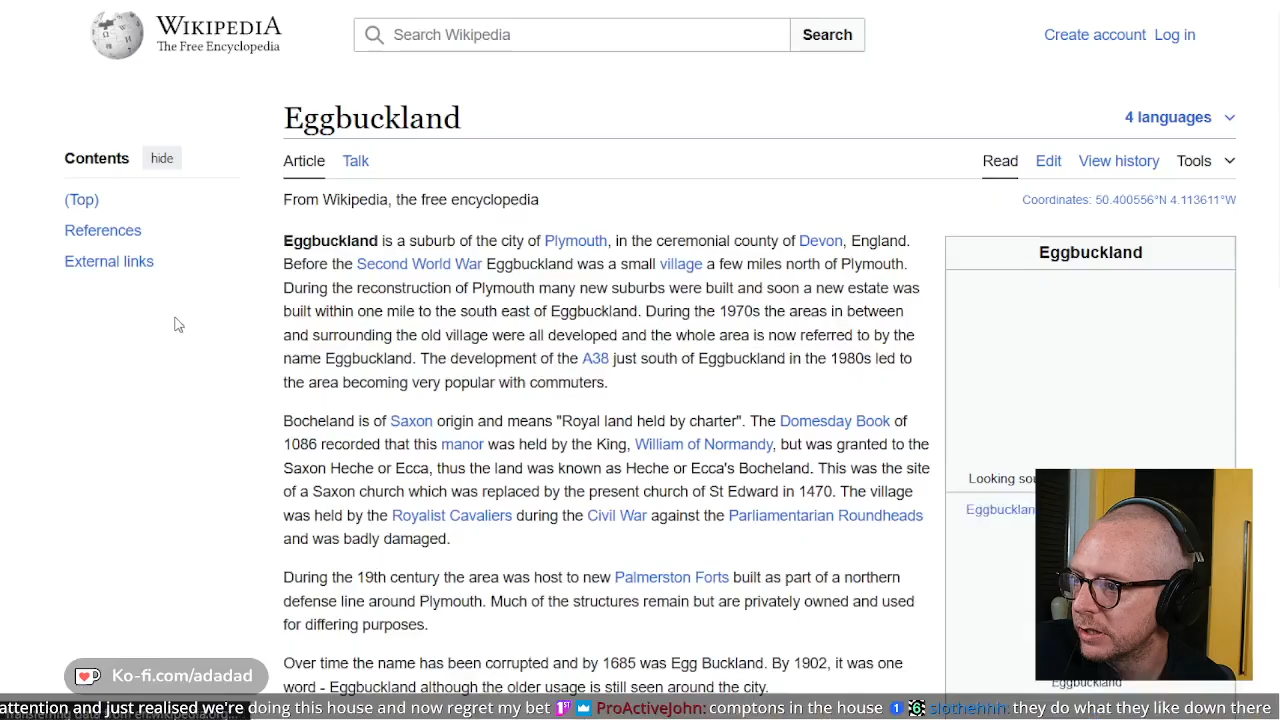 WIKIPEDIA
The Free Encyclopedia
Search Wikipedia
Search
Create account Log in
Eggbuckland
4 languages
Contents hide
Article Talk
Read Edit View history Tools
(Top)
References
External links
From Wikipedia, the free encyclopedia
Coordinates: 50.400556°N 4.113611°W
Eggbuckland is a suburb of the city of Plymouth, in the ceremonial county of Devon, England.
Before the Second World War Eggbuckland was a small village a few miles north of Plymouth.
During the reconstruction of Plymouth many new suburbs were built and soon a new estate was
built within one mile to the south east of Eggbuckland. During the 1970s the areas in between
and surrounding the old village were all developed and the whole area is now referred to by the
name Eggbuckland. The development of the A38 just south of Eggbuckland in the 1980s led to
the area becoming very popular with commuters.
Bocheland is of Saxon origin and means "Royal land held by charter". The Domesday Book of
1086 recorded that this manor was held by the King, William of Normandy, but was granted to the
Saxon Heche or Ecca, thus the land was known as Heche or Ecca's Bocheland. This was the site
of a Saxon church which was replaced by the present church of St Edward in 1470. The village
was held by the Royalist Cavaliers during the Civil War against the Parliamentarian Roundheads
and was badly damaged.
During the 19th century the area was host to new Palmerston Forts built as part of a northern
defense line around Plymouth. Much of the structures remain but are privately owned and used
for differing purposes.
Over time the name has been corrupted and by 1685 was Egg Buckland. By 1902, it was one
word - Eggbuckland although the older usage is still seen around the city.
Eggbuckland
Looking sou
Eggbucklan
Eggbuckland
Ko-fi.com/adadad
attention and just realised we're doing this house and now regret my bet 1ST ProActiveJohn: comptons in the house 1 6 slothehhh: they do what they like down there